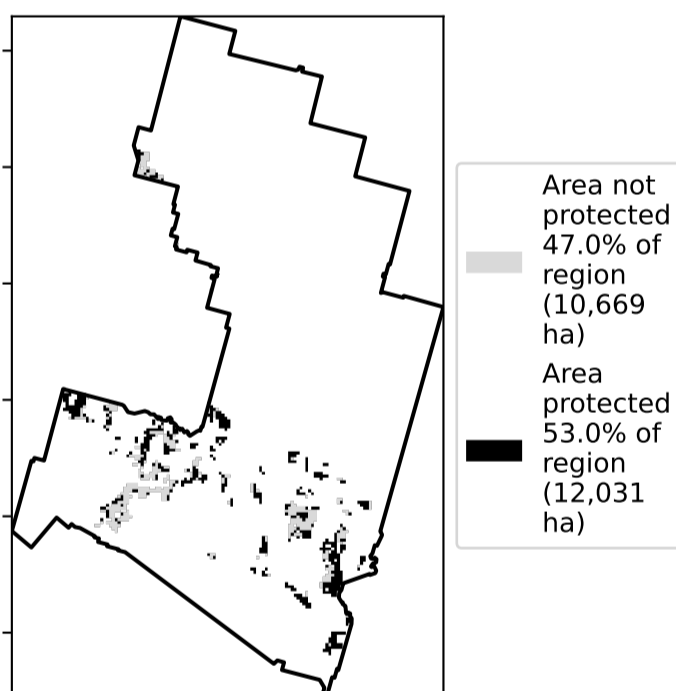 Area not
protected
47.0% of
region
(10,669
ha)
Area
protected
53.0% of
region
(12,031
ha)